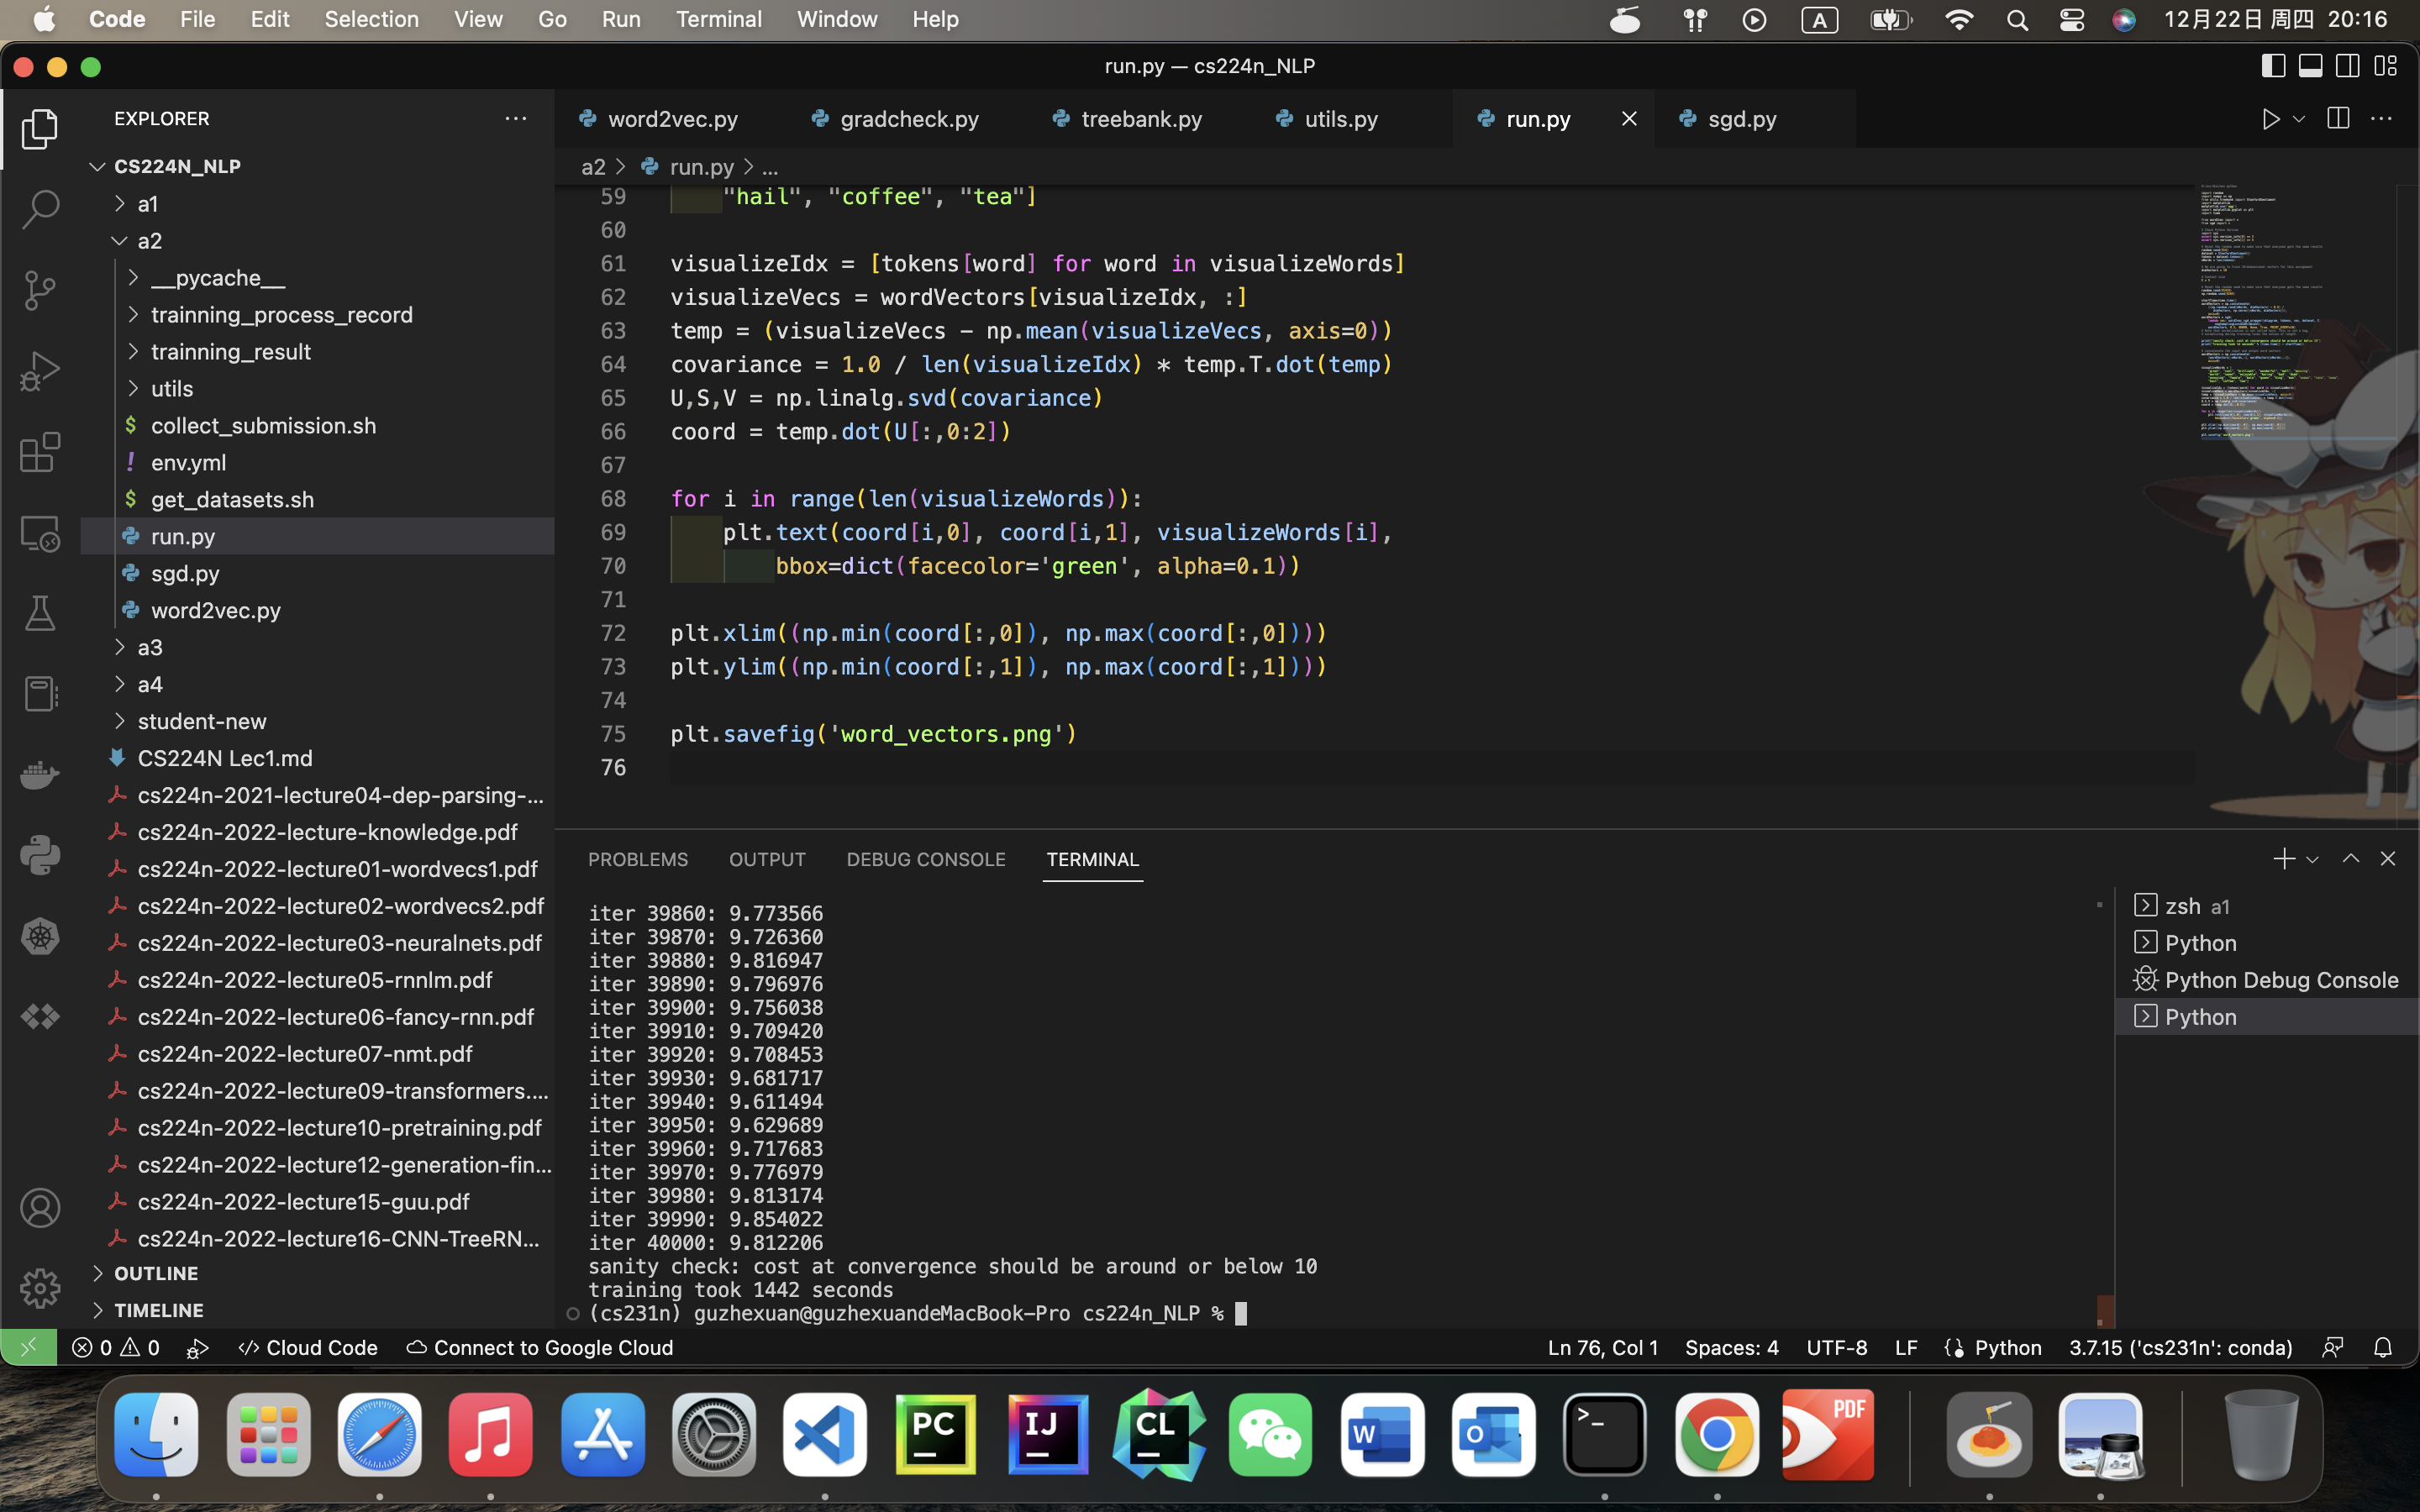 Code File Edit Selection View Go Run Terminal Window Help A 12月22日 周四 20:16
run.py — cs224n_NLP
EXPLORER
CS224N_NLP
a1
a2
__pycache__
trainning_process_record
trainning_result
utils
$ collect_submission.sh
! env.yml
$ get_datasets.sh
run.py
sgd.py
word2vec.py
a3
a4
student-new
CS224N Lec1.md
cs224n-2021-lecture04-dep-parsing-...
cs224n-2022-lecture-knowledge.pdf
cs224n-2022-lecture01-wordvecs1.pdf
cs224n-2022-lecture02-wordvecs2.pdf
cs224n-2022-lecture03-neuralnets.pdf
cs224n-2022-lecture05-rnnlm.pdf
cs224n-2022-lecture06-fancy-rnn.pdf
cs224n-2022-lecture07-nmt.pdf
cs224n-2022-lecture09-transformers....
cs224n-2022-lecture10-pretraining.pdf
cs224n-2022-lecture12-generation-fin...
cs224n-2022-lecture15-guu.pdf
cs224n-2022-lecture16-CNN-TreeRN...
OUTLINE
TIMELINE
word2vec.py gradcheck.py treebank.py utils.py run.py sgd.py
a2 > run.py > ...
59 "hail", "coffee", "tea"]
60
61 visualizeIdx = [tokens[word] for word in visualizeWords]
62 visualizeVecs = wordVectors[visualizeIdx, :]
63 temp = (visualizeVecs - np.mean(visualizeVecs, axis=0))
64 covariance = 1.0 / len(visualizeIdx) * temp.T.dot(temp)
65 U,S,V = np.linalg.svd(covariance)
66 coord = temp.dot(U[:,0:2])
67
68 for i in range(len(visualizeWords)):
69 plt.text(coord[i,0], coord[i,1], visualizeWords[i],
70 bbox=dict(facecolor='green', alpha=0.1))
71
72 plt.xlim((np.min(coord[:,0]), np.max(coord[:,0])))
73 plt.ylim((np.min(coord[:,1]), np.max(coord[:,1])))
74
75 plt.savefig('word_vectors.png')
76
PROBLEMS OUTPUT DEBUG CONSOLE TERMINAL
iter 39860: 9.773566
iter 39870: 9.726360
iter 39880: 9.816947
iter 39890: 9.796976
iter 39900: 9.756038
iter 39910: 9.709420
iter 39920: 9.708453
iter 39930: 9.681717
iter 39940: 9.611494
iter 39950: 9.629689
iter 39960: 9.717683
iter 39970: 9.776979
iter 39980: 9.813174
iter 39990: 9.854022
iter 40000: 9.812206
sanity check: cost at convergence should be around or below 10
training took 1442 seconds
(cs231n) guzhexuan@guzhexuandeMacBook-Pro cs224n_NLP %
zsh a1
Python
Python Debug Console
Python
0 0 Cloud Code Connect to Google Cloud Ln 76, Col 1 Spaces: 4 UTF-8 LF Python 3.7.15 ('cs231n': conda)
PC IJ CL W O >_ PDF